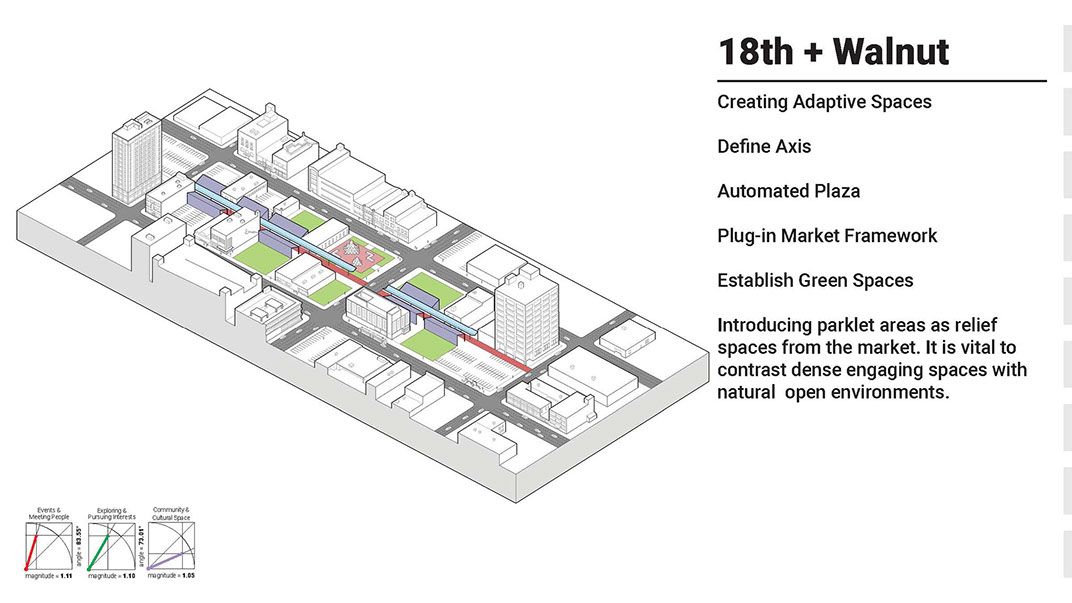 18th + Walnut
Creating Adaptive Spaces
Define Axis
Automated Plaza
Plug-in Market Framework
Establish Green Spaces
Introducing parklet areas as relief
spaces from the market. It is vital to
contrast dense engaging spaces with
natural  open environments.
Events &
Meeting People
angle = 83.55°
magnitude = 1.11
Exploring &
Pursuing Interests
angle = 73.01°
magnitude = 1.10
Community &
Cultural Space
magnitude = 1.05